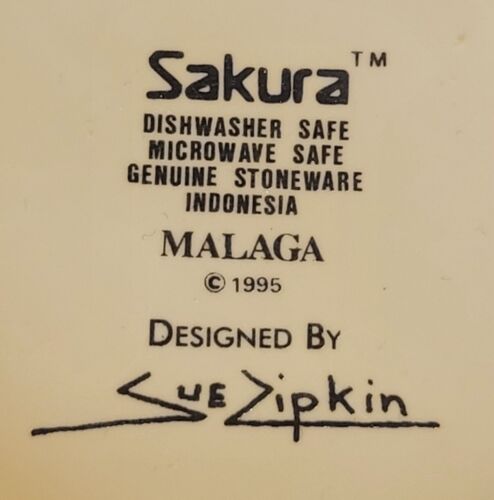 Sakura™
DISHWASHER SAFE
MICROWAVE SAFE
GENUINE STONEWARE
INDONESIA
MALAGA
© 1995
DESIGNED BY
SUE Zipkin